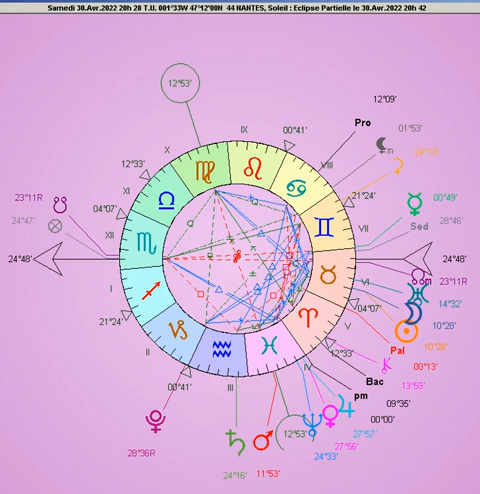 Samedi 30.Avr.2022 20h 28 T.U. 001°33W 47°12'00N 44 NANTES, Soleil : Eclipse Partielle le 30.Avr.2022 20h 42
12°53'
12°09'
Pro
00°41'
IX
X
VIII
01°53'
m
24°13'
12°33'
XI
21°24'
23°11R
04°07'
00°49'
VII
24°47'
Sed
28°46'
XII
24°48'
24°48'
I
VI
m
23°11R
14°32'
21°24'
04°07'
10°28'
V
10°28'
II
12°33'
Pal
00°13'
00°41'
III
IV
Bac
13°59'
pm
09°35'
00°00'
12°53'
27°57'
27°56'
28°36R
24°33'
24°16'
11°53'